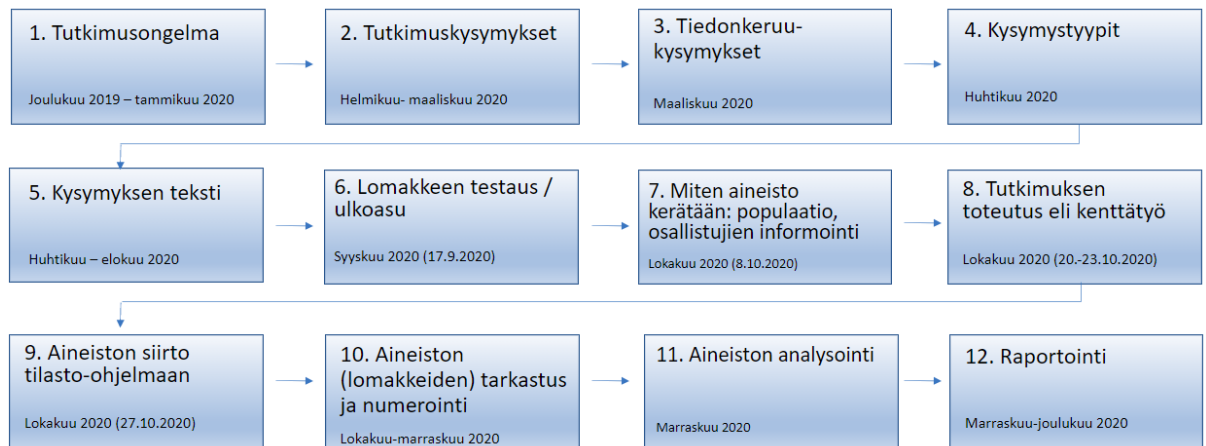 1. Tutkimusongelma
Joulukuu 2019 – tammikuu 2020
2. Tutkimuskysymykset
Helmikuu- maaliskuu 2020
3. Tiedonkeruu-
kysymykset
Maaliskuu 2020
4. Kysymystyypit
Huhtikuu 2020
5. Kysymyksen teksti
Huhtikuu – elokuu 2020
6. Lomakkeen testaus /
ulkoasu
Syyskuu 2020 (17.9.2020)
7. Miten aineisto
kerätään: populaatio,
osallistujien informointi
Lokakuu 2020 (8.10.2020)
8. Tutkimuksen
toteutus eli kenttätyö
Lokakuu 2020 (20.-23.10.2020)
9. Aineiston siirto
tilasto-ohjelmaan
Lokakuu 2020 (27.10.2020)
10. Aineiston
(lomakkeiden) tarkastus
ja numerointi
Lokakuu-marraskuu 2020
11. Aineiston analysointi
Marraskuu 2020
12. Raportointi
Marraskuu-joulukuu 2020